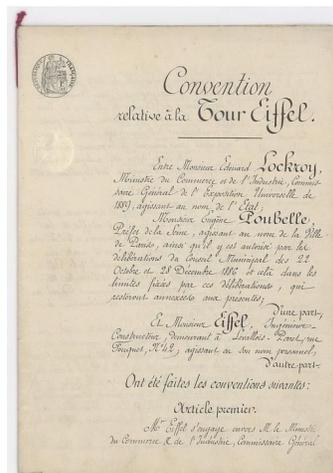 Convention
relative à la Tour Eiffel.
Entre Monsieur Edouard Lockroy,
Ministre du Commerce et de l'Industrie, Commis-
saire Général de l'Exposition Universelle de
1889, agissant au nom de l'Etat;
Monsieur Eugène Poubelle,
Préfet de la Seine, agissant au nom de la Ville
de Paris, ainsi qu'il y est autorisé par les
délibérations du Conseil Municipal des 22
Octobre et 28 Décembre 1886 et cela dans les
limites fixées par ces délibérations, qui
resteront annexées aux présentes;
D'une part,
Et Monsieur Eiffel, Ingénieur-
Constructeur, demeurant à Levallois-Perret, rue
Fouquet, N° 42; agissant en son nom personnel,
D'autre part.
Ont été faites les conventions suivantes:
Article premier.
Mr Eiffel s'engage envers M. le Ministre
du Commerce & de l'Industrie, Commissaire Général